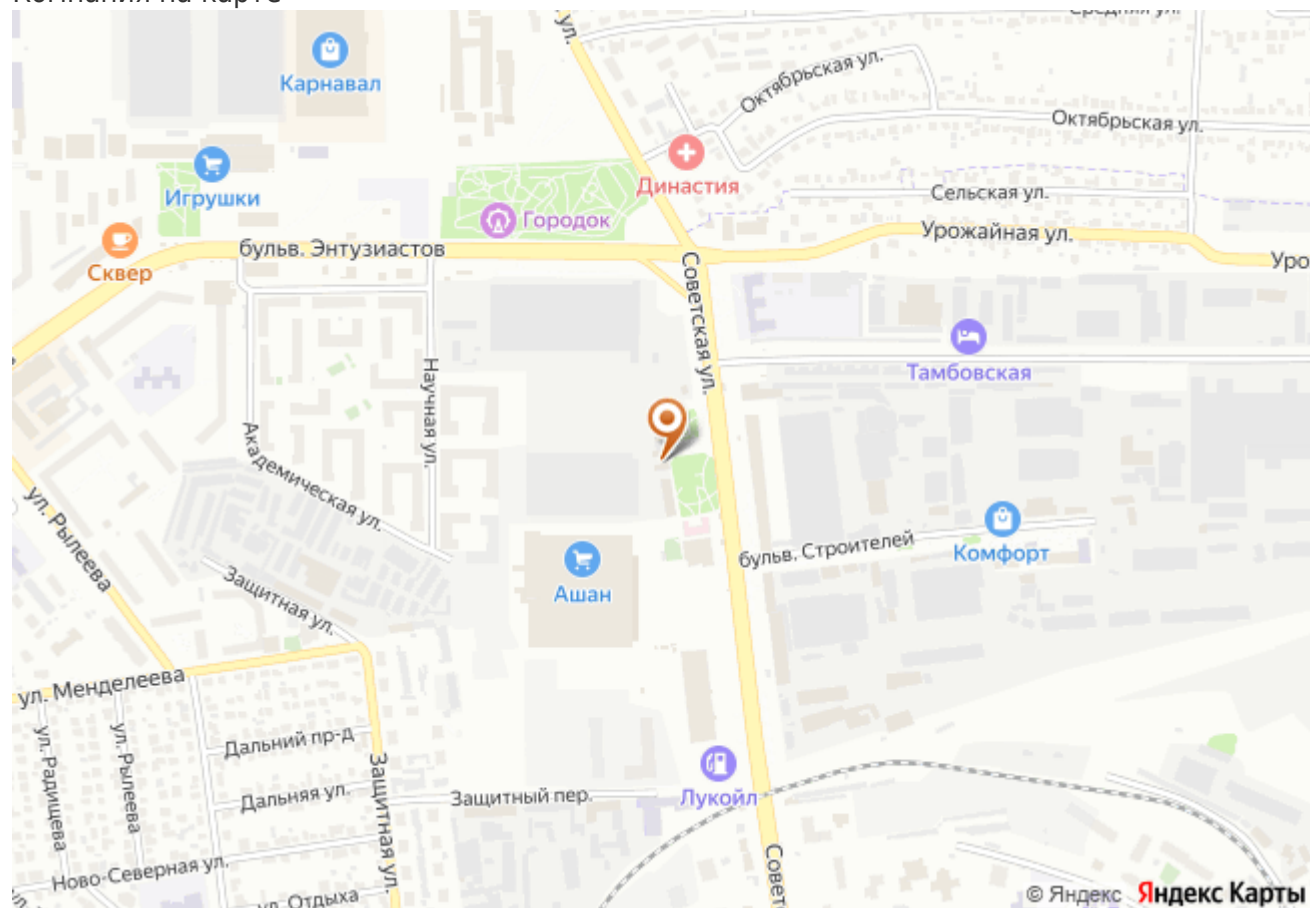 Компания на карте
Средняя ул.
ул.
Карнавал
Октябрьская ул.
Октябрьская ул.
Династия
Игрушки
Сельская ул.
Городок
Урожайная ул.
бульв. Энтузиастов
Сквер
Уро
Советская ул.
Тамбовская
Научная ул.
Академическая ул.
ул. Рылеева
бульв. Строителей
Комфорт
Ашан
Защитная ул.
ул. Менделеева
ул. Радищева
ул. Рылеева
Дальний пр-д
Защитная ул.
Дальняя ул.
Защитный пер.
Лукойл
Ново-Северная ул.
ул. Отдыха
Совет
© Яндекс Яндекс Карты